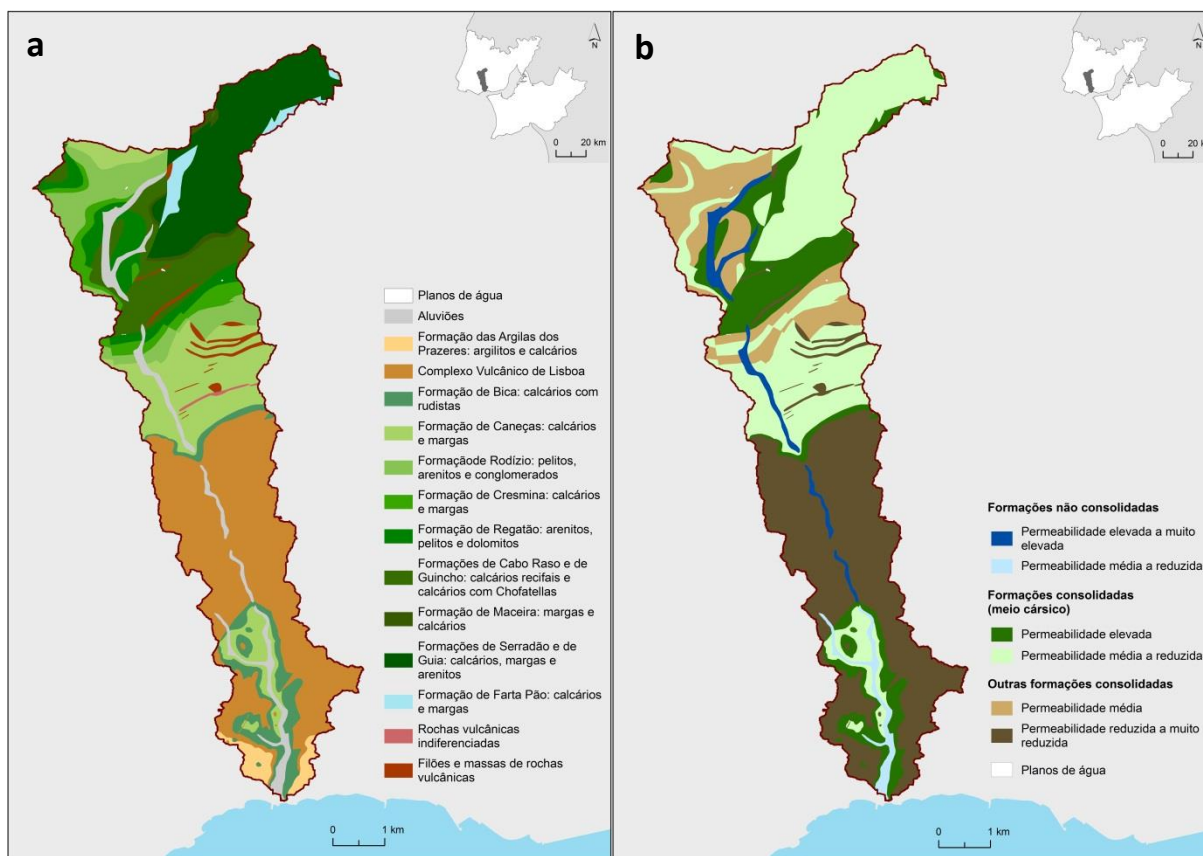 a
N
0 20 km
Planos de água
Aluviões
Formação das Argilas dos
Prazeres: argilitos e calcários
Complexo Vulcânico de Lisboa
Formação de Bica: calcários com
rudistas
Formação de Caneças: calcários
e margas
Formaçãode Rodízio: pelitos,
arenitos e conglomerados
Formação de Cresmina: calcários
e margas
Formação de Regatão: arenitos,
pelitos e dolomitos
Formações de Cabo Raso e de
Guincho: calcários recifais e
calcários com Chofatellas
Formação de Maceira: margas e
calcários
Formações de Serradão e de
Guia: calcários, margas e
arenitos
Formação de Farta Pão: calcários
e margas
Rochas vulcânicas
indiferenciadas
Filões e massas de rochas
vulcânicas
0 1 km
b
N
0 20 km
Formações não consolidadas
Permeabilidade elevada a muito
elevada
Permeabilidade média a reduzida
Formações consolidadas
(meio cársico)
Permeabilidade elevada
Permeabilidade média a reduzida
Outras formações consolidadas
Permeabilidade média
Permeabilidade reduzida a muito
reduzida
Planos de água
0 1 km